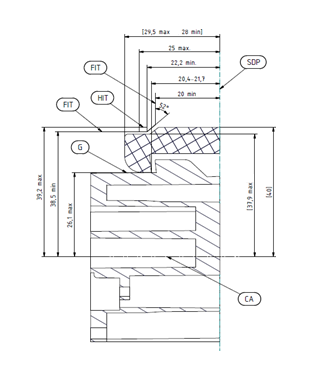 [29,5 max 28 min]
25 max.
FIT
22,2 min.
SDP
20,4-21,7
20 min
FIT
HIT
52°
G
39,2 max
38,5 min
26,1 max
[37,9 max
[40]
CA